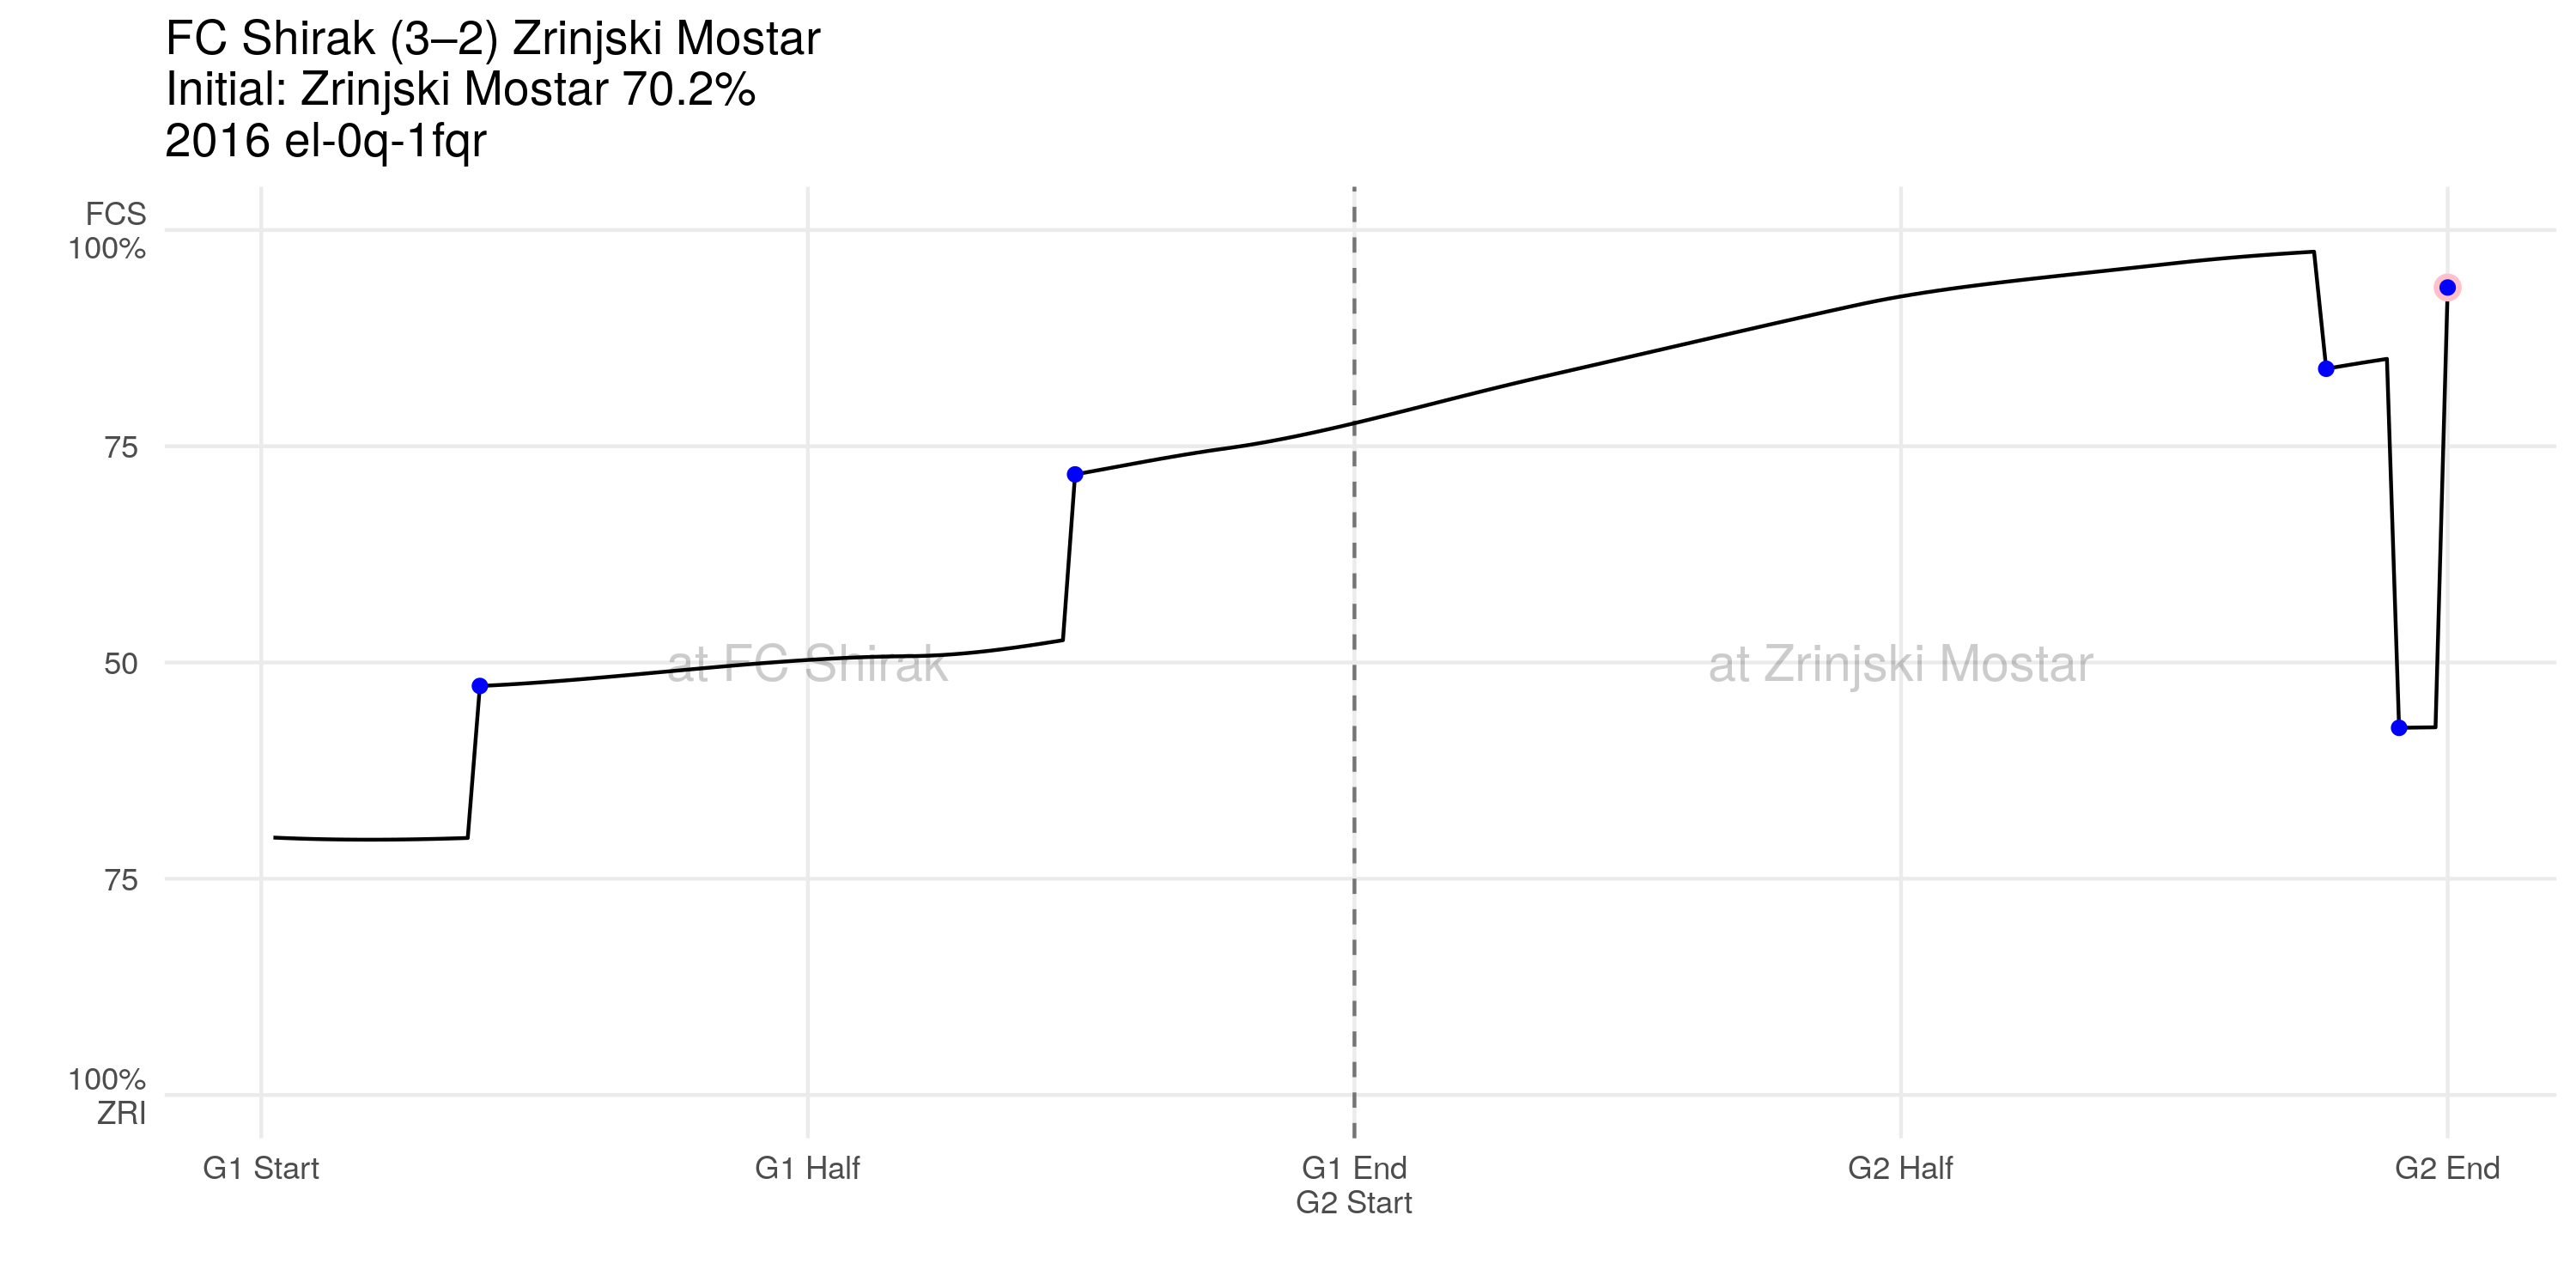 FC Shirak (3–2) Zrinjski Mostar
Initial: Zrinjski Mostar 70.2%
2016 el-0q-1fqr
FCS
100%
75
50
75
100%
ZRI
at FC Shirak
at Zrinjski Mostar
G1 Start
G1 Half
G1 End
G2 Start
G2 Half
G2 End